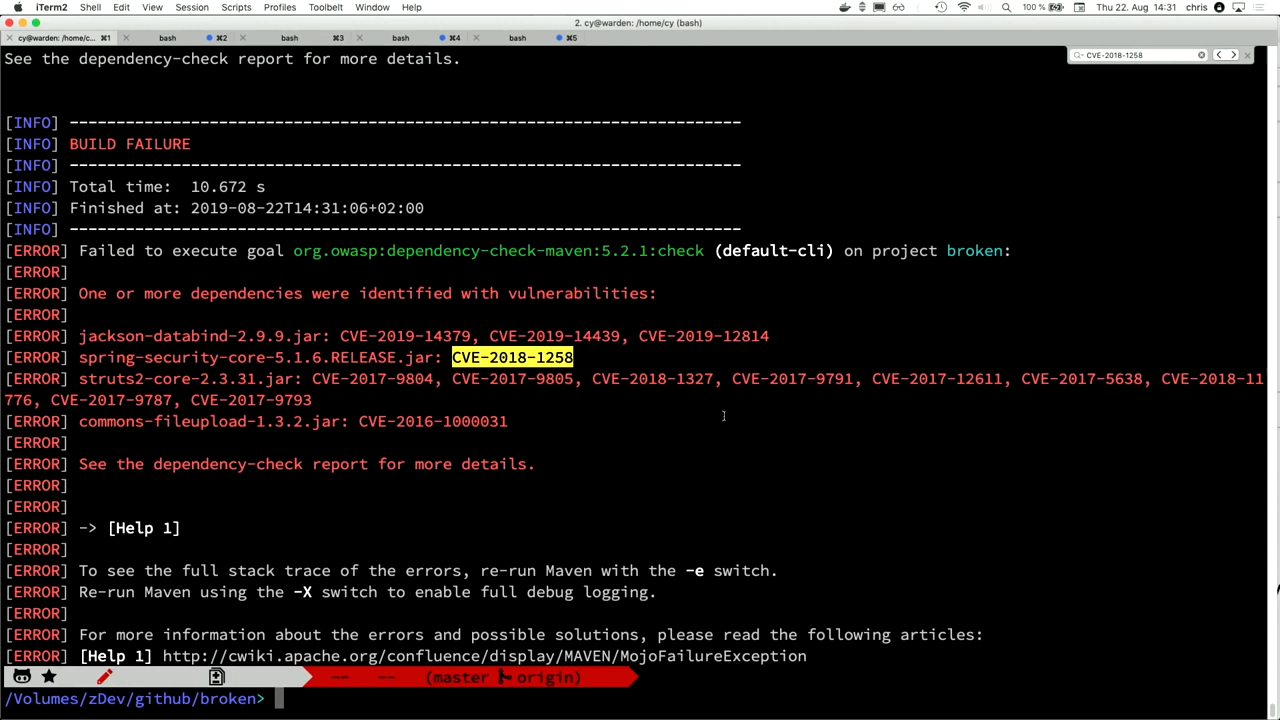 iTerm2 Shell Edit View Session Scripts Profiles Toolbelt Window Help 100 % Thu 22. Aug 14:31 chris
2. cy@warden: /home/cy (bash)
cy@warden: /home/c... ⌘1 bash ⌘2 bash ⌘3 bash ⌘4 bash ⌘5
CVE-2018-1258
See the dependency-check report for more details.
[INFO] ------------------------------------------------------------------------
[INFO] BUILD FAILURE
[INFO] ------------------------------------------------------------------------
[INFO] Total time:  10.672 s
[INFO] Finished at: 2019-08-22T14:31:06+02:00
[INFO] ------------------------------------------------------------------------
[ERROR] Failed to execute goal org.owasp:dependency-check-maven:5.2.1:check (default-cli) on project broken:
[ERROR]
[ERROR] One or more dependencies were identified with vulnerabilities:
[ERROR]
[ERROR] jackson-databind-2.9.9.jar: CVE-2019-14379, CVE-2019-14439, CVE-2019-12814
[ERROR] spring-security-core-5.1.6.RELEASE.jar: CVE-2018-1258
[ERROR] struts2-core-2.3.31.jar: CVE-2017-9804, CVE-2017-9805, CVE-2018-1327, CVE-2017-9791, CVE-2017-12611, CVE-2017-5638, CVE-2018-11
776, CVE-2017-9787, CVE-2017-9793
[ERROR] commons-fileupload-1.3.2.jar: CVE-2016-1000031
[ERROR]
[ERROR] See the dependency-check report for more details.
[ERROR]
[ERROR]
[ERROR] -> [Help 1]
[ERROR]
[ERROR] To see the full stack trace of the errors, re-run Maven with the -e switch.
[ERROR] Re-run Maven using the -X switch to enable full debug logging.
[ERROR]
[ERROR] For more information about the errors and possible solutions, please read the following articles:
[ERROR] [Help 1] http://cwiki.apache.org/confluence/display/MAVEN/MojoFailureException
-- -- (master origin)
/Volumes/zDev/github/broken>